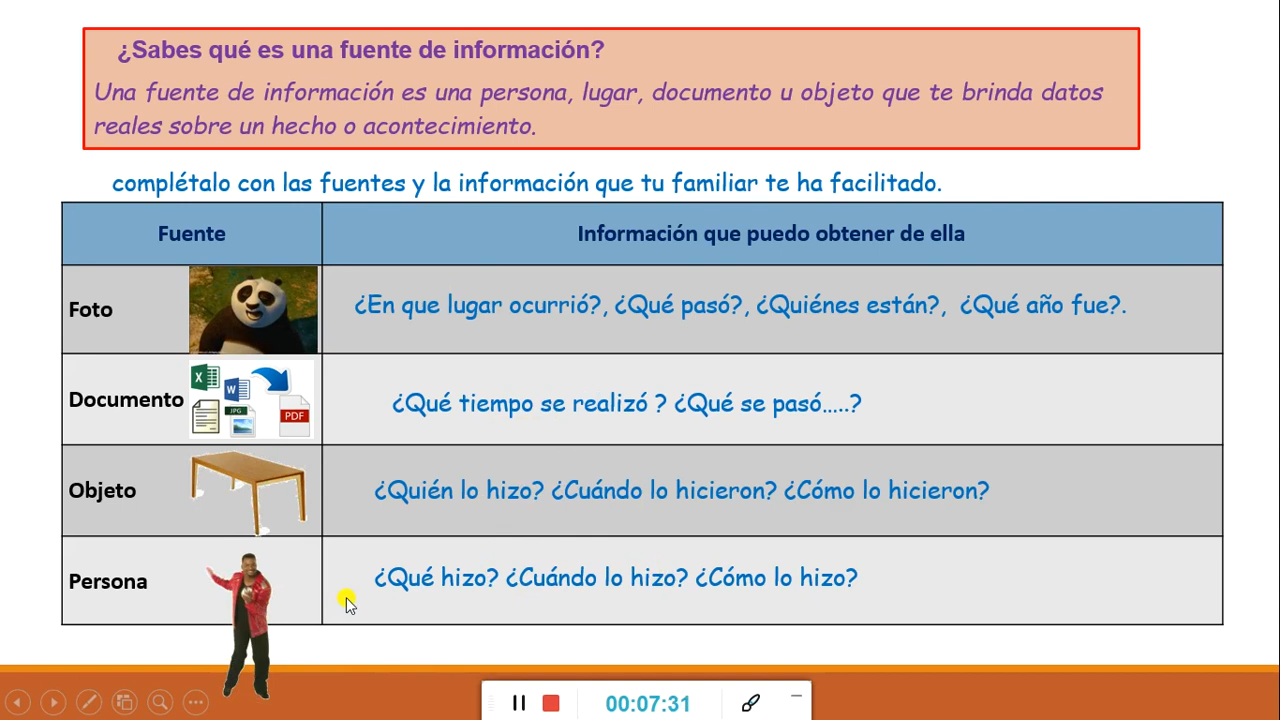 ¿Sabes qué es una fuente de información?
Una fuente de información es una persona, lugar, documento u objeto que te brinda datos
reales sobre un hecho o acontecimiento.
complétalo con las fuentes y la información que tu familiar te ha facilitado.
Fuente
Información que puedo obtener de ella
Foto
¿En que lugar ocurrió?, ¿Qué pasó?, ¿Quiénes están?, ¿Qué año fue?.
Documento
X
W
JPG
PDF
¿Qué tiempo se realizó ? ¿Qué se pasó.....?
Objeto
¿Quién lo hizo? ¿Cuándo lo hicieron? ¿Cómo lo hicieron?
Persona
¿Qué hizo? ¿Cuándo lo hizo? ¿Cómo lo hizo?
00:07:31